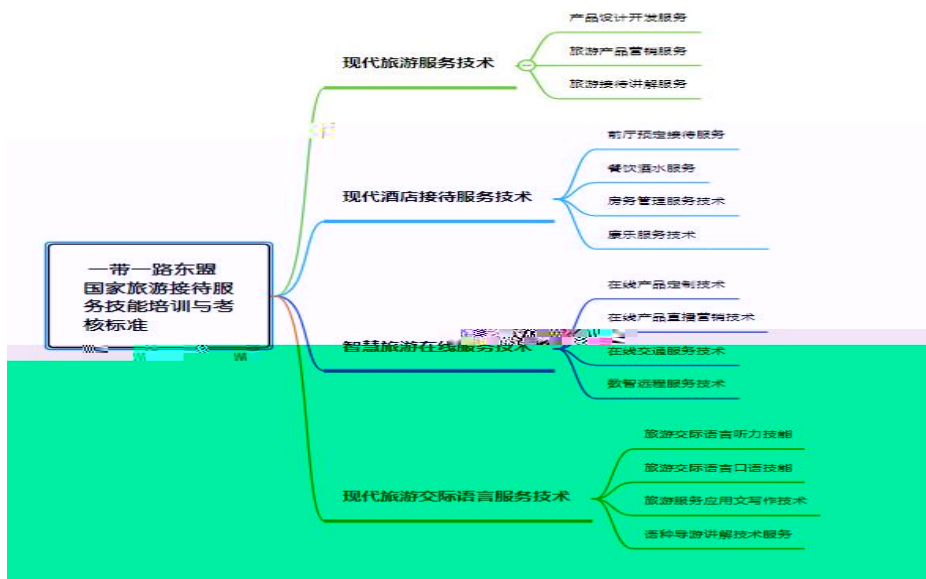 产品设计开发服务
现代旅游服务技术
旅游产品营销服务
旅游接待讲解服务
前厅预定接待服务
餐饮酒水服务
现代酒店接待服务技术
房务管理服务技术
康乐服务技术
一带一路东盟
国家旅游接待服
务技能培训与考
核标准
在线产品定制技术
在线产品直播营销技术
智慧旅游在线服务技术
在线交通服务技术
数智远程服务技术
旅游交际语言听力技能
旅游交际语言口语技能
现代旅游交际语言服务技术
旅游服务应用文写作技术
语种导游讲解技术服务